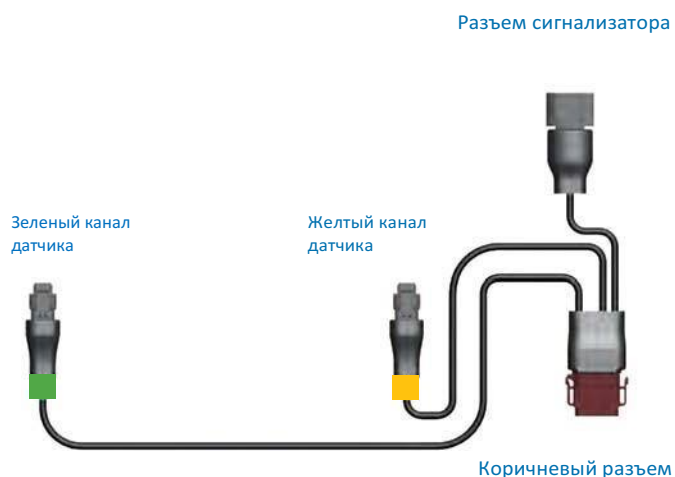 Разъем сигнализатора
Зеленый канал
датчика
Желтый канал
датчика
Коричневый разъем